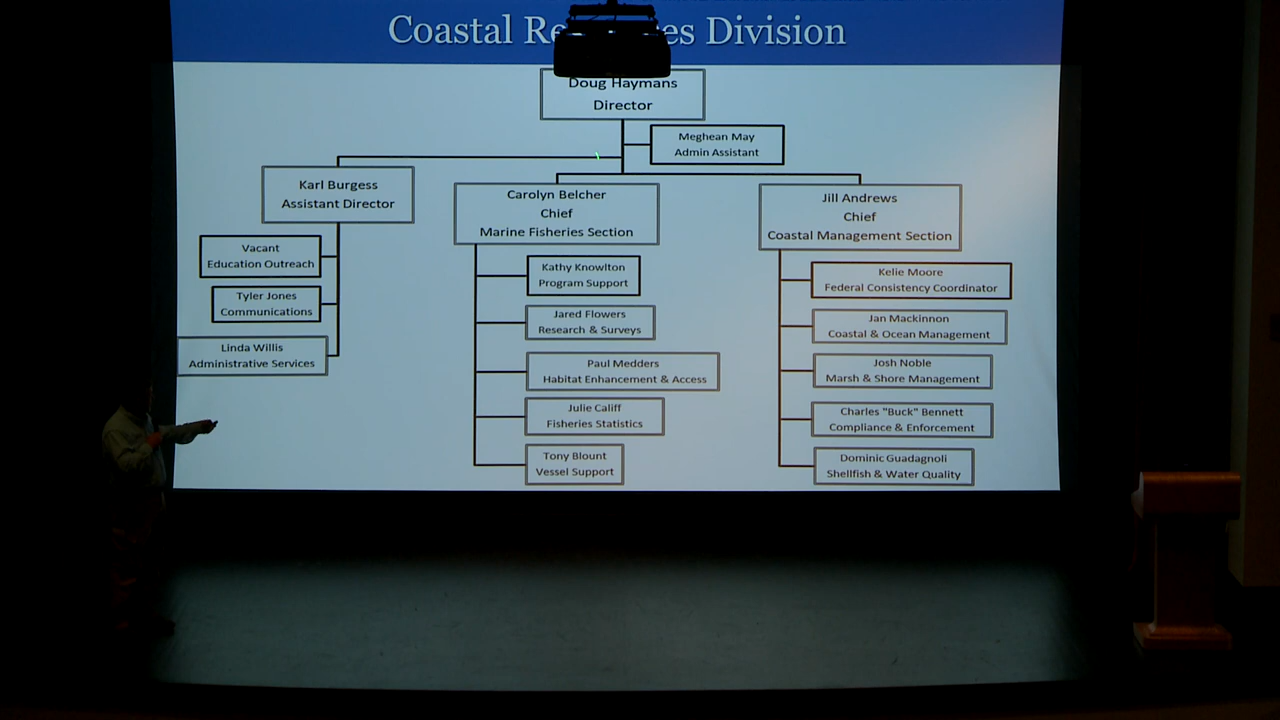 Coastal Re es Division
Doug Haymans
Director
Meghean May
Admin Assistant
Karl Burgess
Assistant Director
Vacant
Education Outreach
Tyler Jones
Communications
Linda Willis
Administrative Services
Carolyn Belcher
Chief
Marine Fisheries Section
Kathy Knowlton
Program Support
Jared Flowers
Research & Surveys
Paul Medders
Habitat Enhancement & Access
Julie Califf
Fisheries Statistics
Tony Blount
Vessel Support
Jill Andrews
Chief
Coastal Management Section
Kelie Moore
Federal Consistency Coordinator
Jan Mackinnon
Coastal & Ocean Management
Josh Noble
Marsh & Shore Management
Charles "Buck" Bennett
Compliance & Enforcement
Dominic Guadagnoli
Shellfish & Water Quality